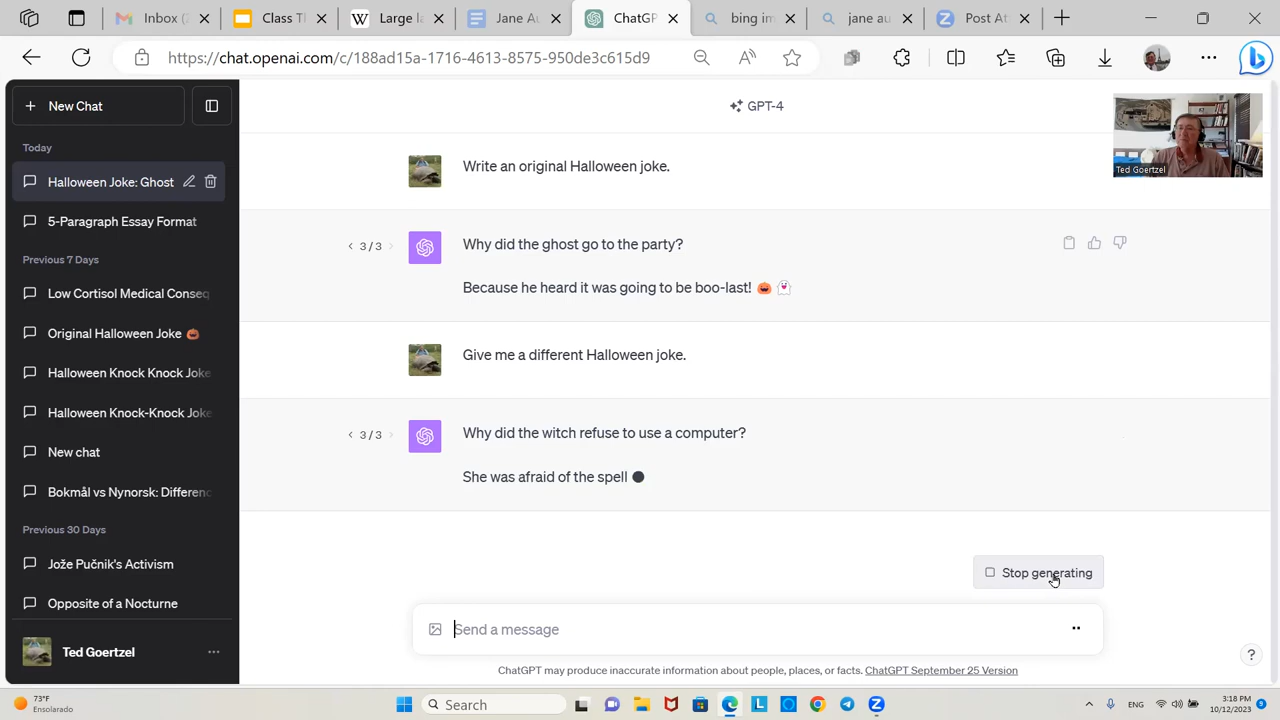 Inbox (
Class T
W Large la
Jane Au
ChatGP
bing im
jane au
Post At
https://chat.openai.com/c/188ad15a-1716-4613-8575-950de3c615d9
+ New Chat
GPT-4
Ted Goertzel
Today
Halloween Joke: Ghost
5-Paragraph Essay Format
Previous 7 Days
Low Cortisol Medical Conseq
Original Halloween Joke 🎃
Halloween Knock Knock Joke
Halloween Knock-Knock Joke
New chat
Bokmål vs Nynorsk: Differenc
Previous 30 Days
Jože Pučnik's Activism
Opposite of a Nocturne
Ted Goertzel
Write an original Halloween joke.
< 3 / 3 >
Why did the ghost go to the party?
Because he heard it was going to be boo-last! 🎃 👻
Give me a different Halloween joke.
< 3 / 3 >
Why did the witch refuse to use a computer?
She was afraid of the spell
Stop generating
Send a message
ChatGPT may produce inaccurate information about people, places, or facts. ChatGPT September 25 Version
?
73°F
Ensolarado
Search
L
ENG
3:18 PM
10/12/2023